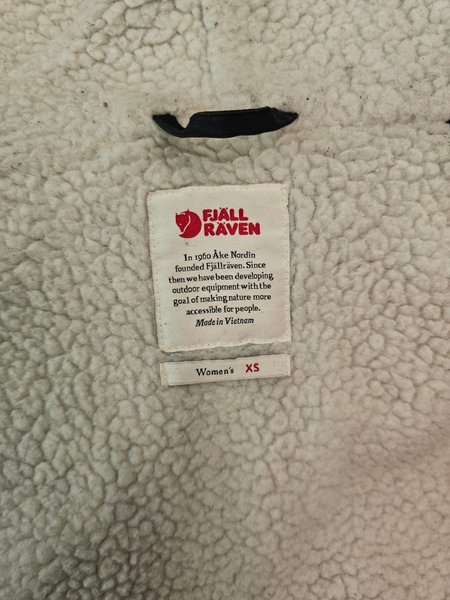 FJÄLL
RÄVEN
In 1960 Åke Nordin
founded Fjällräven. Since
then we have been developing
outdoor equipment with the
goal of making nature more
accessible for people.
Made in Vietnam
Women's XS